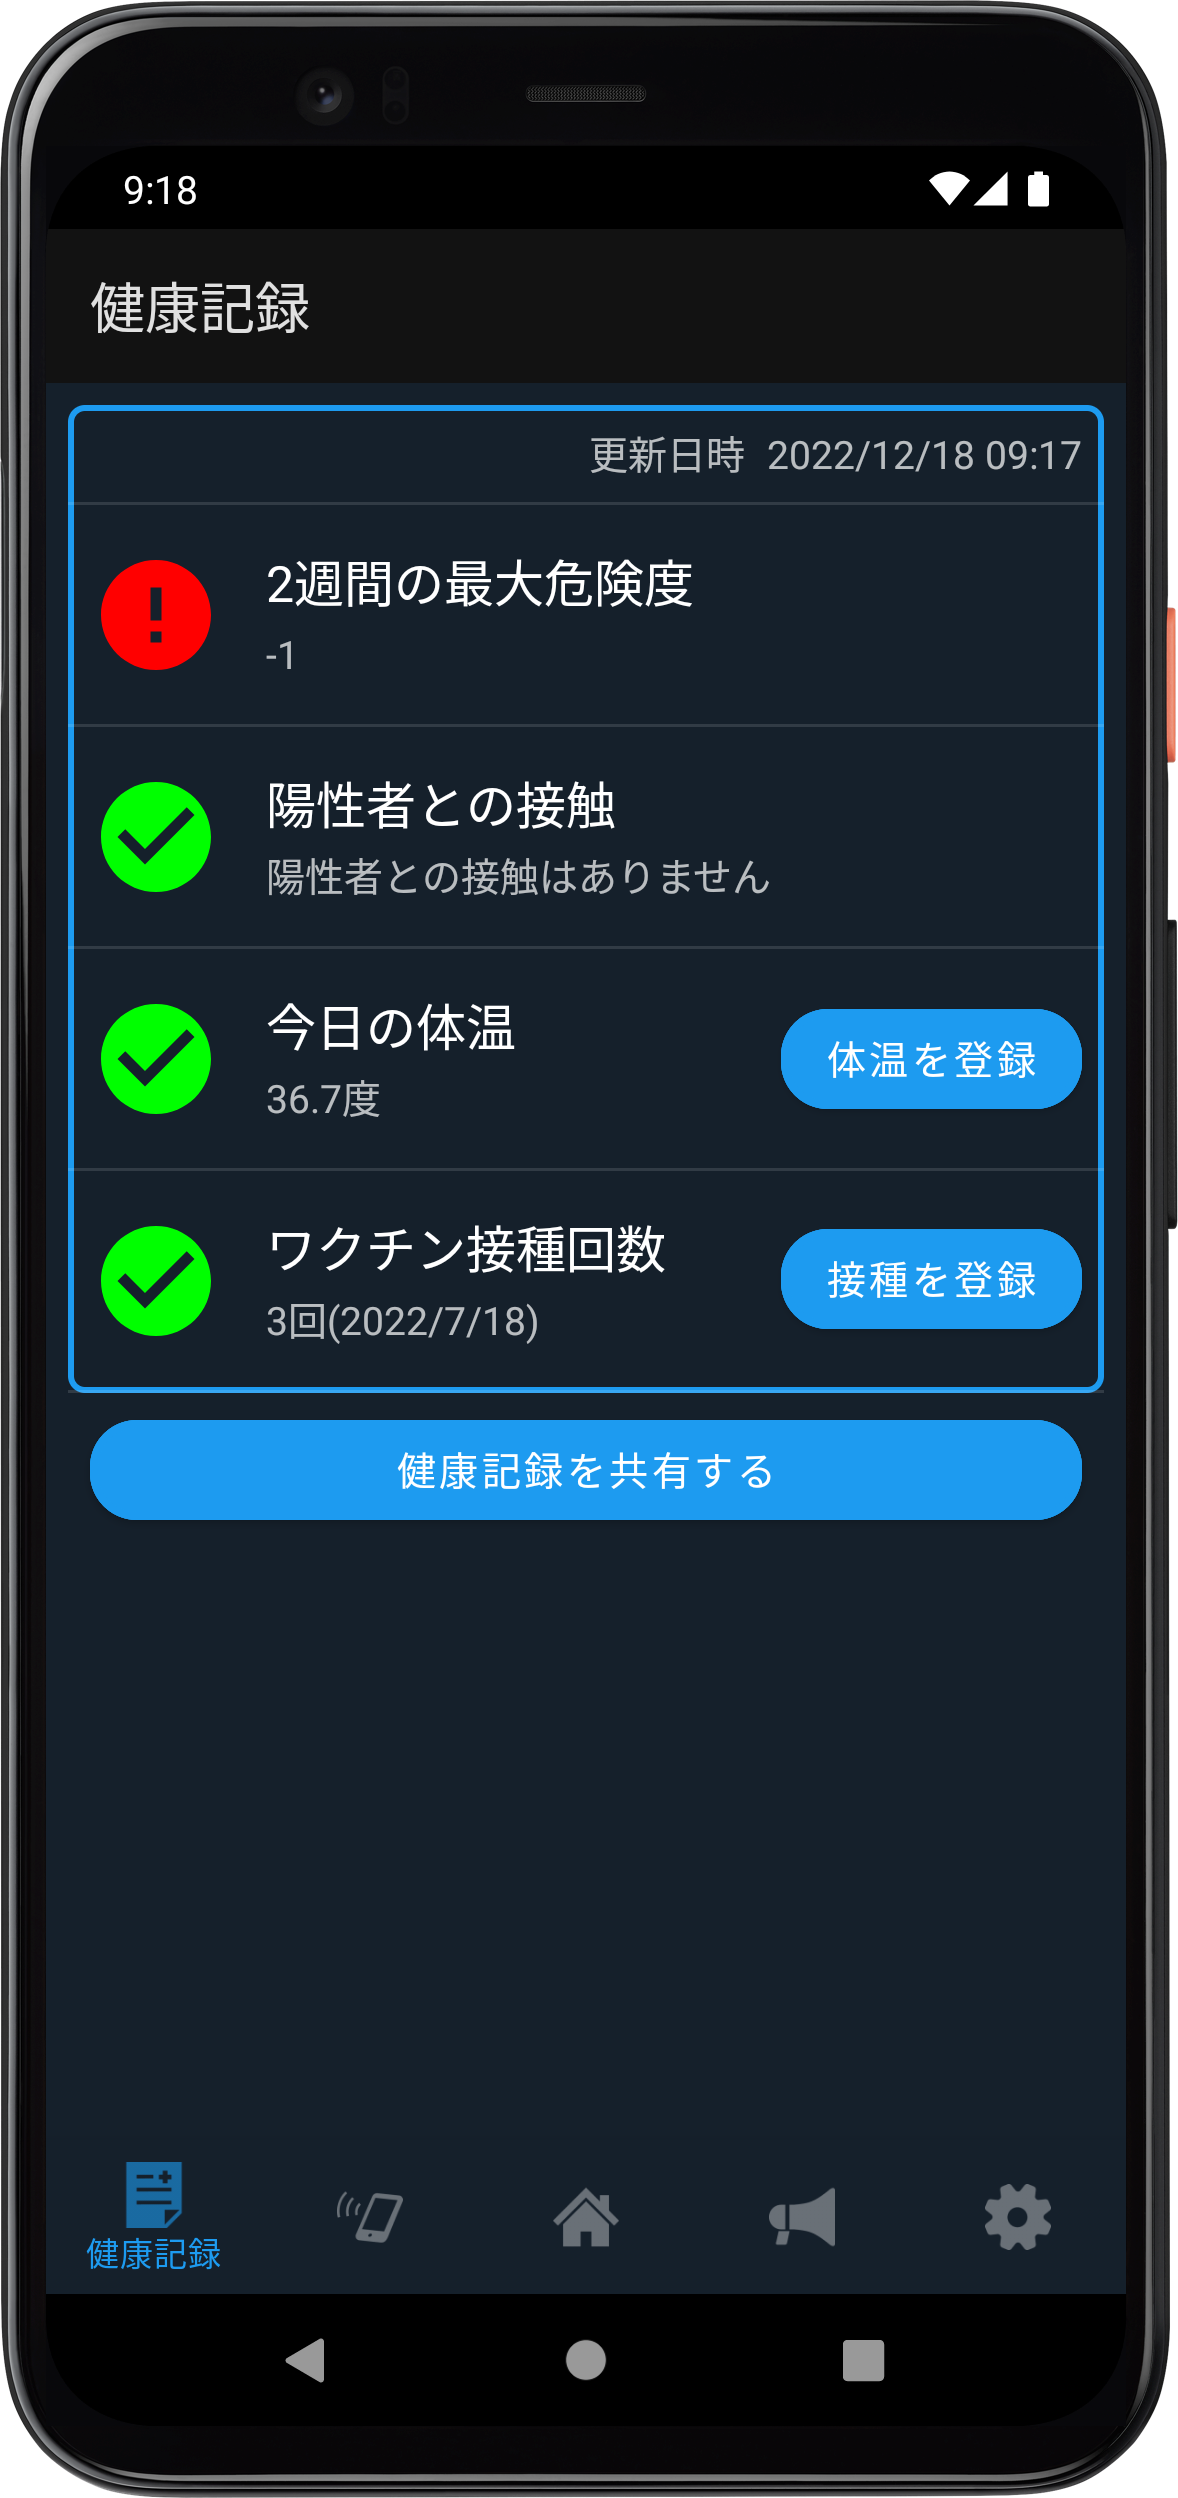 9:18
健康記録
更新日時 2022/12/18 09:17
2週間の最大危険度
-1
陽性者との接触
陽性者との接触はありません
今日の体温
36.7度
体温を登録
ワクチン接種回数
3回(2022/7/18)
接種を登録
健康記録を共有する
健康記録